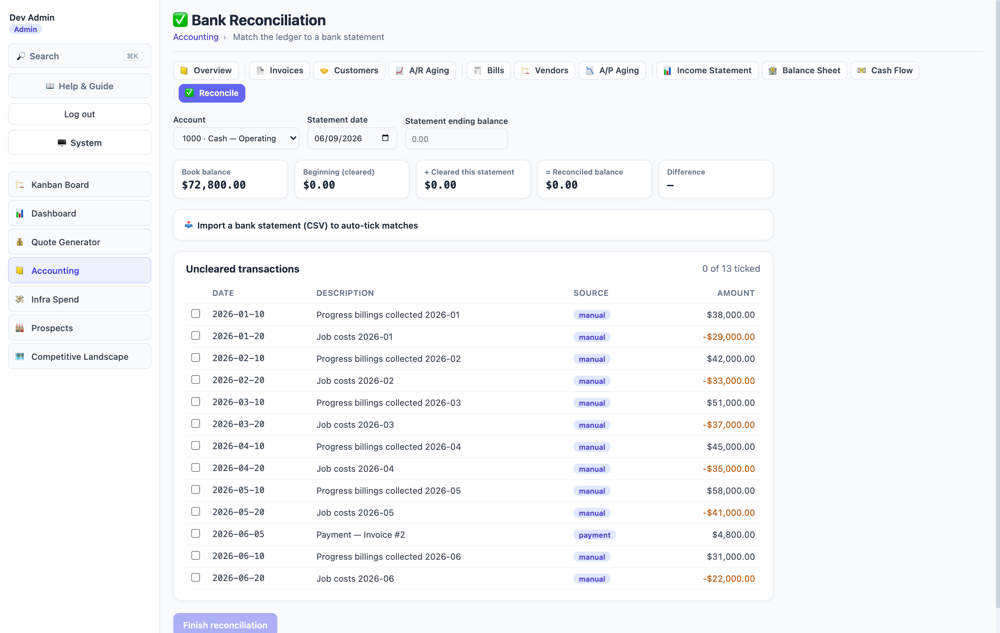 Dev Admin
Admin
Search ⌘K
Help & Guide
Log out
System
Kanban Board
Dashboard
Quote Generator
Accounting
Infra Spend
Prospects
Competitive Landscape
Bank Reconciliation
Accounting › Match the ledger to a bank statement
Overview Invoices Customers A/R Aging Bills Vendors A/P Aging Income Statement Balance Sheet Cash Flow
Reconcile
Account Statement date Statement ending balance
1000 · Cash — Operating 06/09/2026 0.00
Book balance Beginning (cleared) + Cleared this statement = Reconciled balance Difference
$72,800.00 $0.00 $0.00 $0.00 —
Import a bank statement (CSV) to auto-tick matches
Uncleared transactions 0 of 13 ticked
DATE DESCRIPTION SOURCE AMOUNT
2026-01-10 Progress billings collected 2026-01 manual $38,000.00
2026-01-20 Job costs 2026-01 manual -$29,000.00
2026-02-10 Progress billings collected 2026-02 manual $42,000.00
2026-02-20 Job costs 2026-02 manual -$33,000.00
2026-03-10 Progress billings collected 2026-03 manual $51,000.00
2026-03-20 Job costs 2026-03 manual -$37,000.00
2026-04-10 Progress billings collected 2026-04 manual $45,000.00
2026-04-20 Job costs 2026-04 manual -$35,000.00
2026-05-10 Progress billings collected 2026-05 manual $58,000.00
2026-05-20 Job costs 2026-05 manual -$41,000.00
2026-06-05 Payment — Invoice #2 payment $4,800.00
2026-06-10 Progress billings collected 2026-06 manual $31,000.00
2026-06-20 Job costs 2026-06 manual -$22,000.00
Finish reconciliation